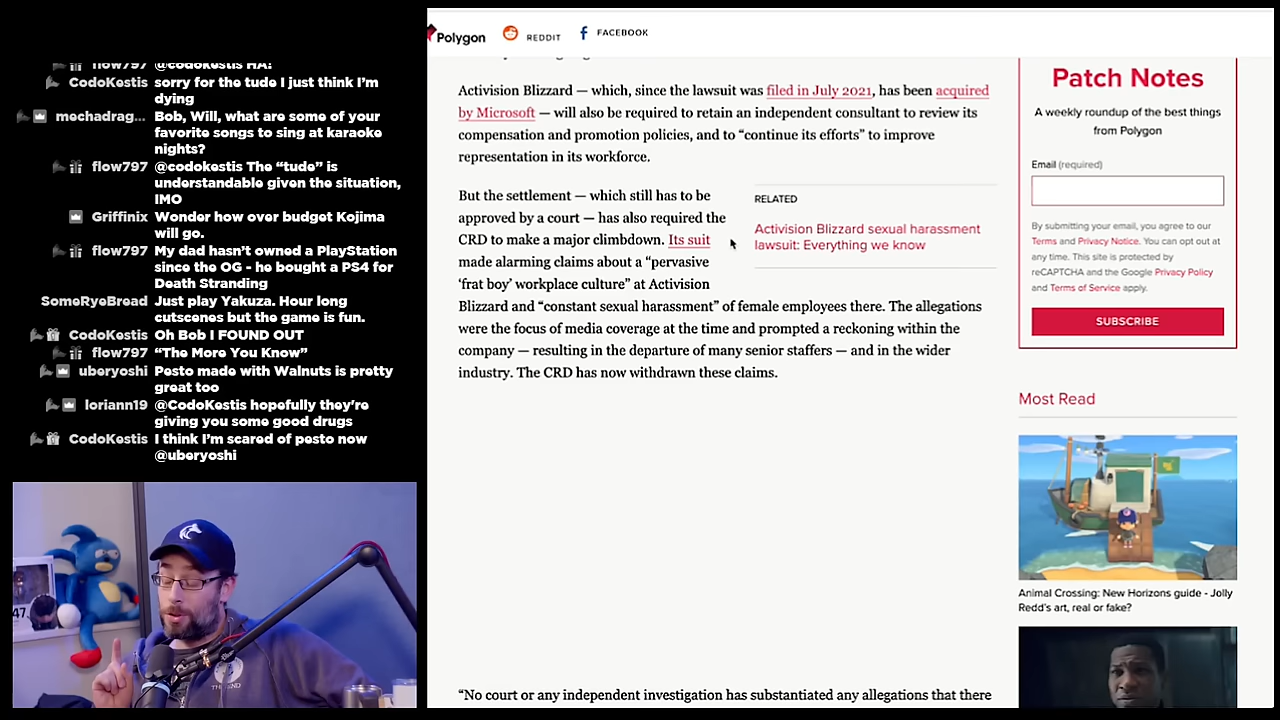 flow797 @codokestis HA!
CodoKestis sorry for the tude I just think I'm
dying
mechadrag... Bob, Will, what are some of your
favorite songs to sing at karaoke
nights?
flow797 @codokestis The “tude” is
understandable given the situation,
IMO
Griffinix Wonder how over budget Kojima
will go.
flow797 My dad hasn't owned a PlayStation
since the OG - he bought a PS4 for
Death Stranding
SomeRyeBread Just play Yakuza. Hour long
cutscenes but the game is fun.
CodoKestis Oh Bob I FOUND OUT
flow797 “The More You Know”
uberyoshi Pesto made with Walnuts is pretty
great too
loriann19 @CodoKestis hopefully they're
giving you some good drugs
CodoKestis I think I'm scared of pesto now
@uberyoshi
47.
THE END
Polygon REDDIT FACEBOOK
Activision Blizzard — which, since the lawsuit was filed in July 2021, has been acquired
by Microsoft — will also be required to retain an independent consultant to review its
compensation and promotion policies, and to “continue its efforts” to improve
representation in its workforce.
But the settlement — which still has to be
approved by a court — has also required the
CRD to make a major climbdown. Its suit
made alarming claims about a “pervasive
‘frat boy’ workplace culture” at Activision
Blizzard and “constant sexual harassment” of female employees there. The allegations
were the focus of media coverage at the time and prompted a reckoning within the
company — resulting in the departure of many senior staffers — and in the wider
industry. The CRD has now withdrawn these claims.
RELATED
Activision Blizzard sexual harassment
lawsuit: Everything we know
“No court or any independent investigation has substantiated any allegations that there
Patch Notes
A weekly roundup of the best things
from Polygon
Email (required)
By submitting your email, you agree to our
Terms and Privacy Notice. You can opt out at
any time. This site is protected by
reCAPTCHA and the Google Privacy Policy
and Terms of Service apply.
SUBSCRIBE
Most Read
Animal Crossing: New Horizons guide - Jolly
Redd's art, real or fake?